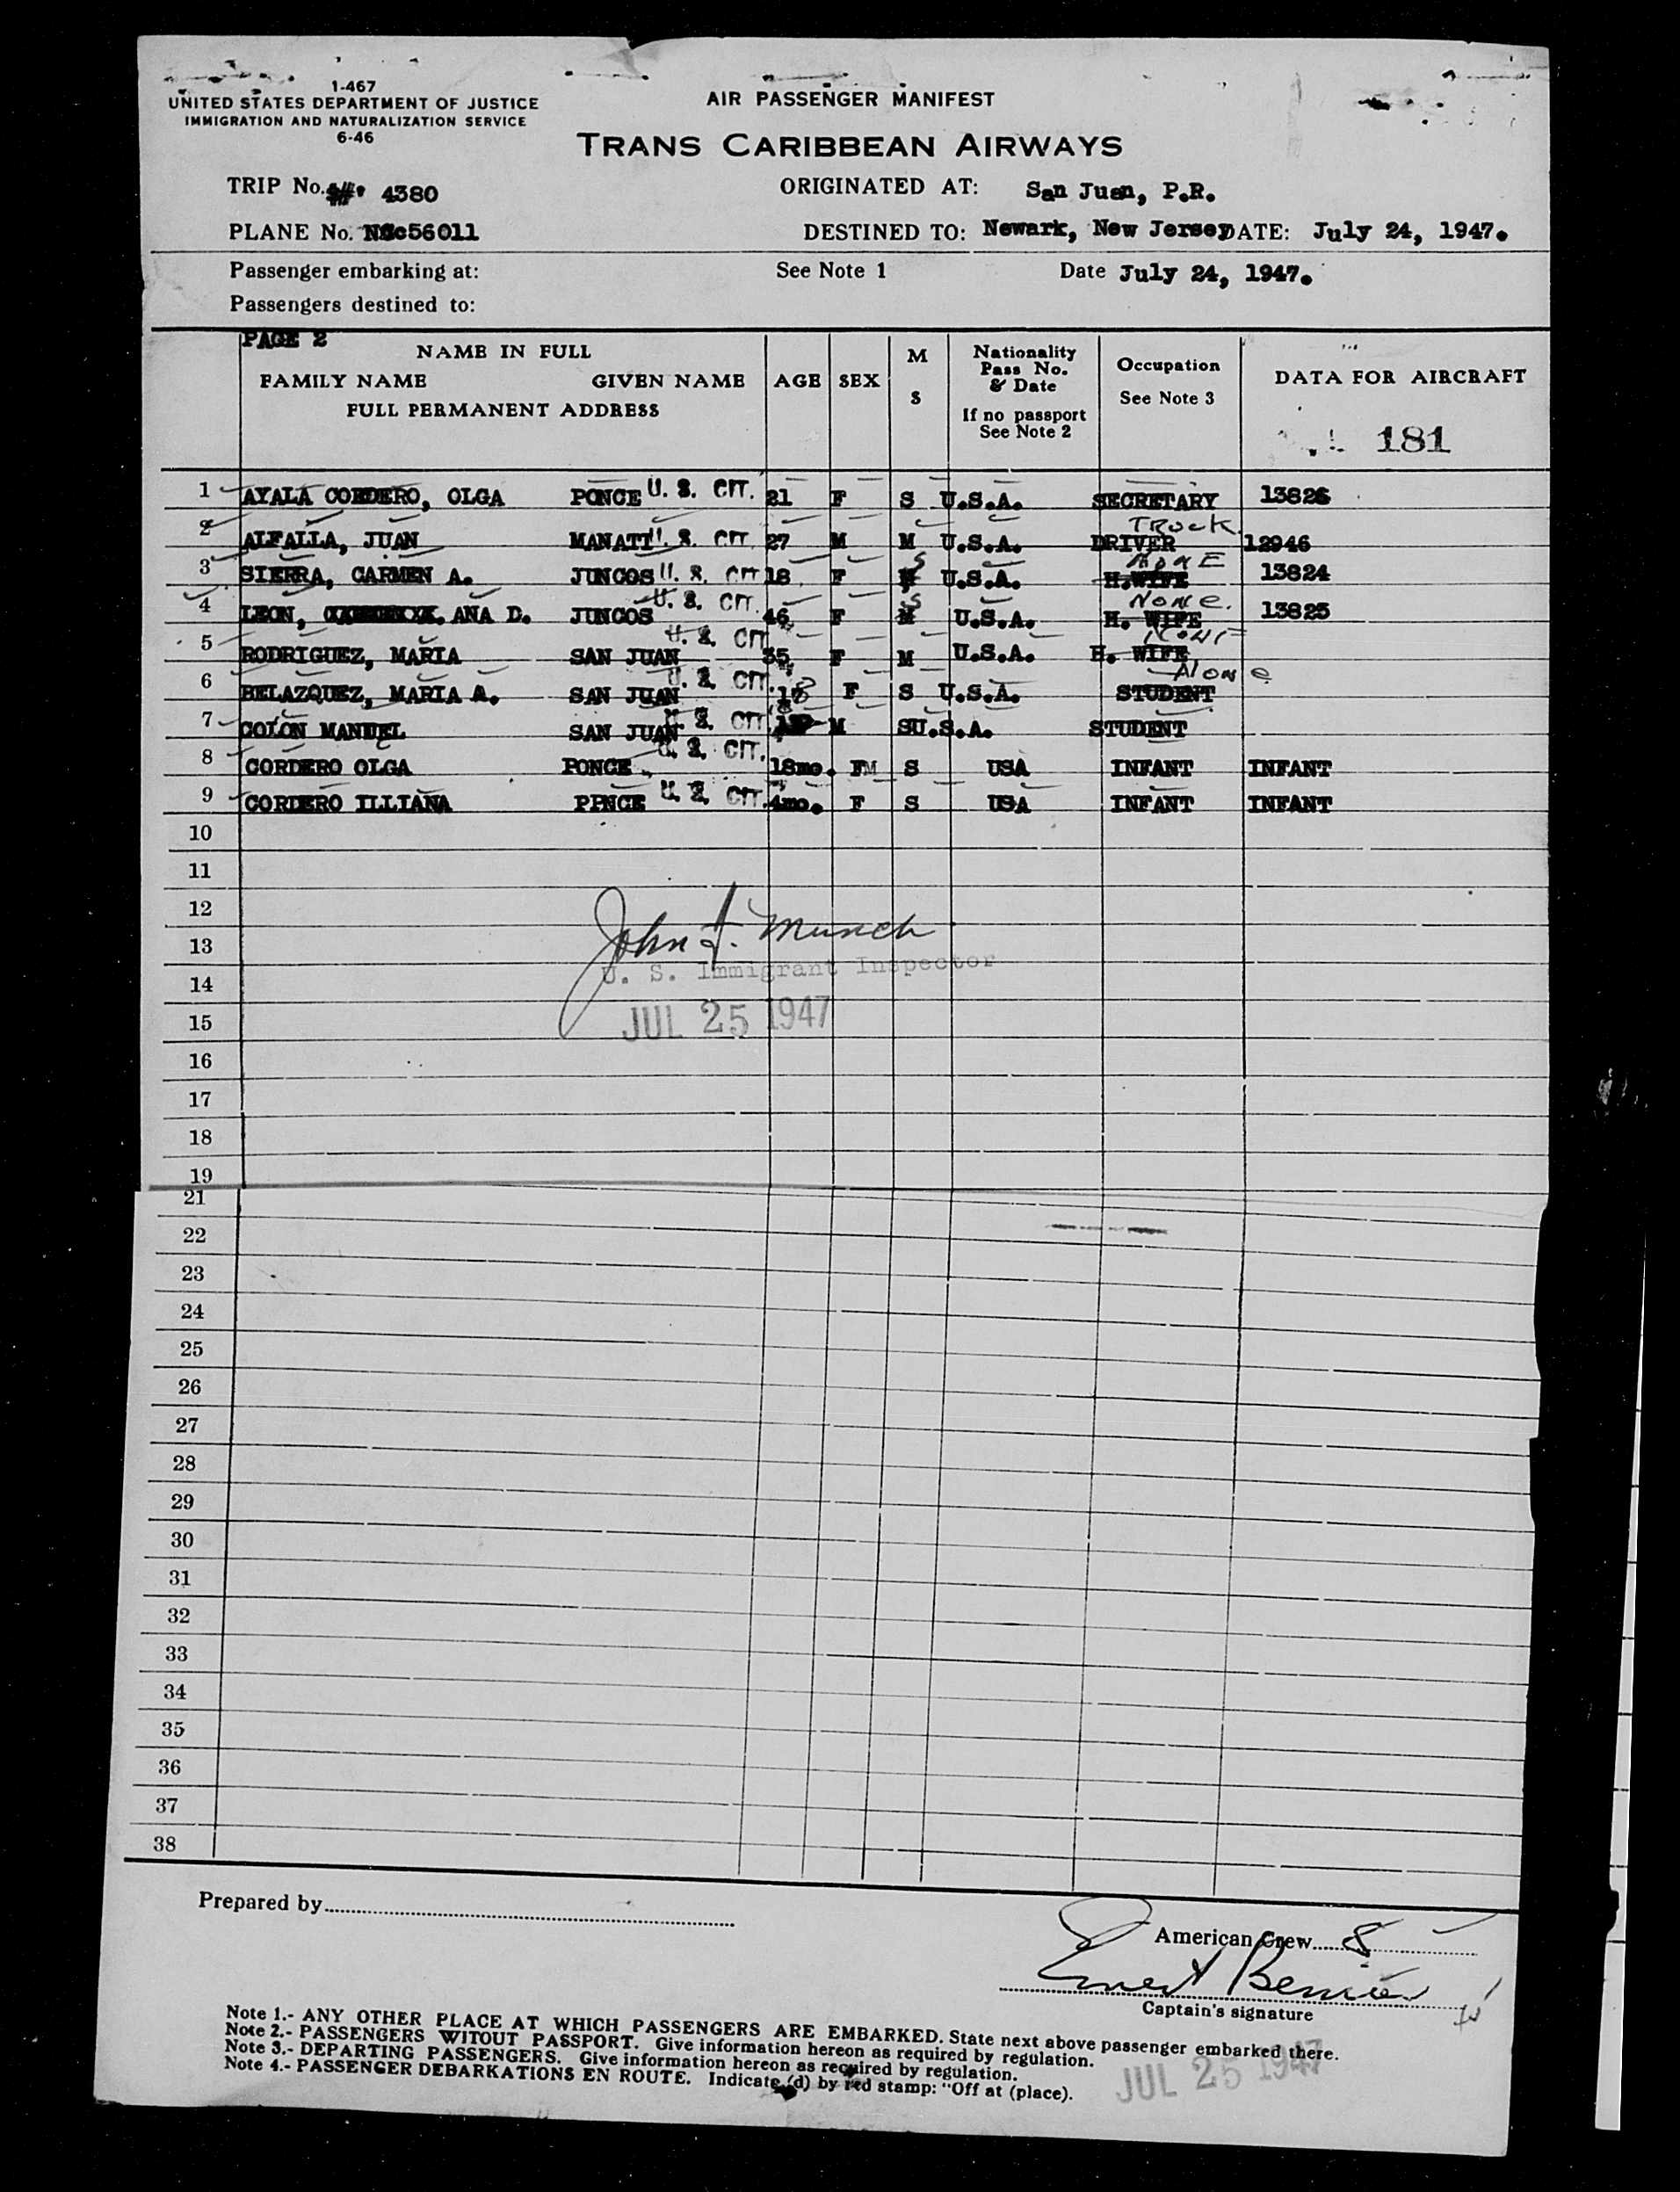 1-467
UNITED STATES DEPARTMENT OF JUSTICE
IMMIGRATION AND NATURALIZATION SERVICE
6-46
AIR PASSENGER MANIFEST
TRANS CARIBBEAN AIRWAYS
TRIP No. 4380
ORIGINATED AT: San Juan, P.R.
PLANE No. NC56011
DESTINED TO: Newark, New Jersey DATE: July 24, 1947.
Passenger embarking at: See Note 1 Date July 24, 1947.
Passengers destined to:
PAGE 2
NAME IN FULL
FAMILY NAME GIVEN NAME
FULL PERMANENT ADDRESS
AGE SEX
M
S
Nationality
Pass No.
& Date
If no passport
See Note 2
Occupation
See Note 3
DATA FOR AIRCRAFT
181
1 AYALA CORDERO, OLGA PONCE U. S. CIT. 21 F S U.S.A. SECRETARY 13826
2 ALFALLA, JUAN MANATI U. S. CIT. 27 M M U.S.A. TRUCK DRIVER 12946
3 SIERRA, CARMEN A. JUNCOS U. S. CIT 18 F S U.S.A. H.WIFE NONE 13824
4 LEON, ANA D. JUNCOS U. S. CIT. 46 F S U.S.A. H. WIFE None. 13825
5 RODRIGUEZ, MARIA SAN JUAN U. S. CIT 35 F M U.S.A. H. WIFE NONE
6 BELAZQUEZ, MARIA A. SAN JUAN U. S. CIT. 18 F S U.S.A. STUDENT None
7 COLON MANUEL SAN JUAN U. S. CIT. M S U.S.A. STUDENT
8 CORDERO OLGA PONCE U. S. CIT. 18mo. FM S USA INFANT INFANT
9 CORDERO ILLIANA PPNCE U. S. CIT. 4mo. F S USA INFANT INFANT
10
11
12
John F. Munch
13
U. S. Immigrant Inspector
14
JUL 25 1947
15
16
17
18
19
21
22
23
24
25
26
27
28
29
30
31
32
33
34
35
36
37
38
Prepared by
American Crew 8
Ernest
Captain's signature
Note 1.- ANY OTHER PLACE AT WHICH PASSENGERS ARE EMBARKED. State next above passenger embarked there.
Note 2.- PASSENGERS WITOUT PASSPORT. Give information hereon as required by regulation.
Note 3.- DEPARTING PASSENGERS. Give information hereon as required by regulation.
Note 4.- PASSENGER DEBARKATIONS EN ROUTE. Indicate (d) by red stamp: "Off at (place).
JUL 25 1947